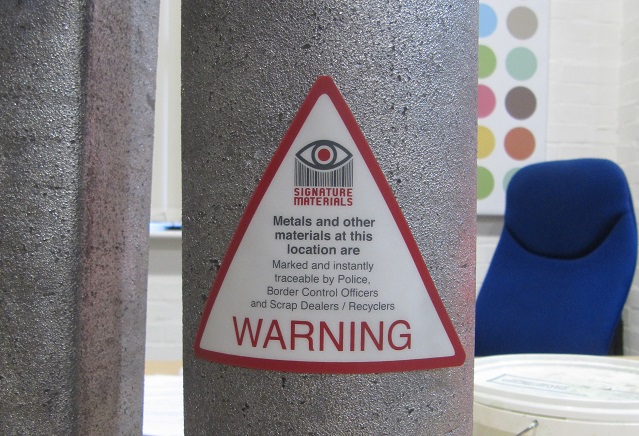 SIGNATURE
MATERIALS
Metals and other
materials at this
location are
Marked and instantly
traceable by Police,
Border Control Officers
and Scrap Dealers / Recyclers
WARNING